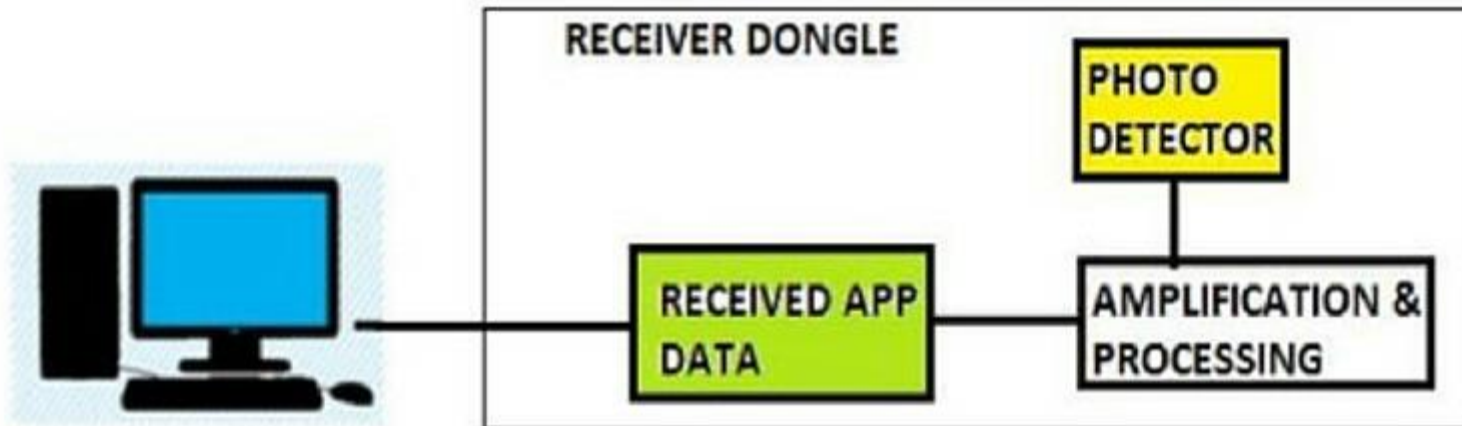 RECEIVER DONGLE
PHOTO
DETECTOR
RECEIVED APP
DATA
AMPLIFICATION &
PROCESSING